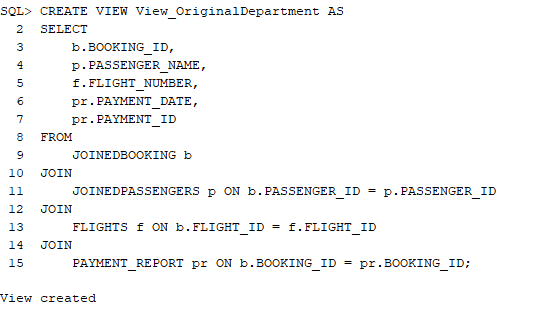 SQL> CREATE VIEW View_OriginalDepartment AS
2 SELECT
3 b.BOOKING_ID,
4 p.PASSENGER_NAME,
5 f.FLIGHT_NUMBER,
6 pr.PAYMENT_DATE,
7 pr.PAYMENT_ID
8 FROM
9 JOINEDBOOKING b
10 JOIN
11 JOINEDPASSENGERS p ON b.PASSENGER_ID = p.PASSENGER_ID
12 JOIN
13 FLIGHTS f ON b.FLIGHT_ID = f.FLIGHT_ID
14 JOIN
15 PAYMENT_REPORT pr ON b.BOOKING_ID = pr.BOOKING_ID;
View created